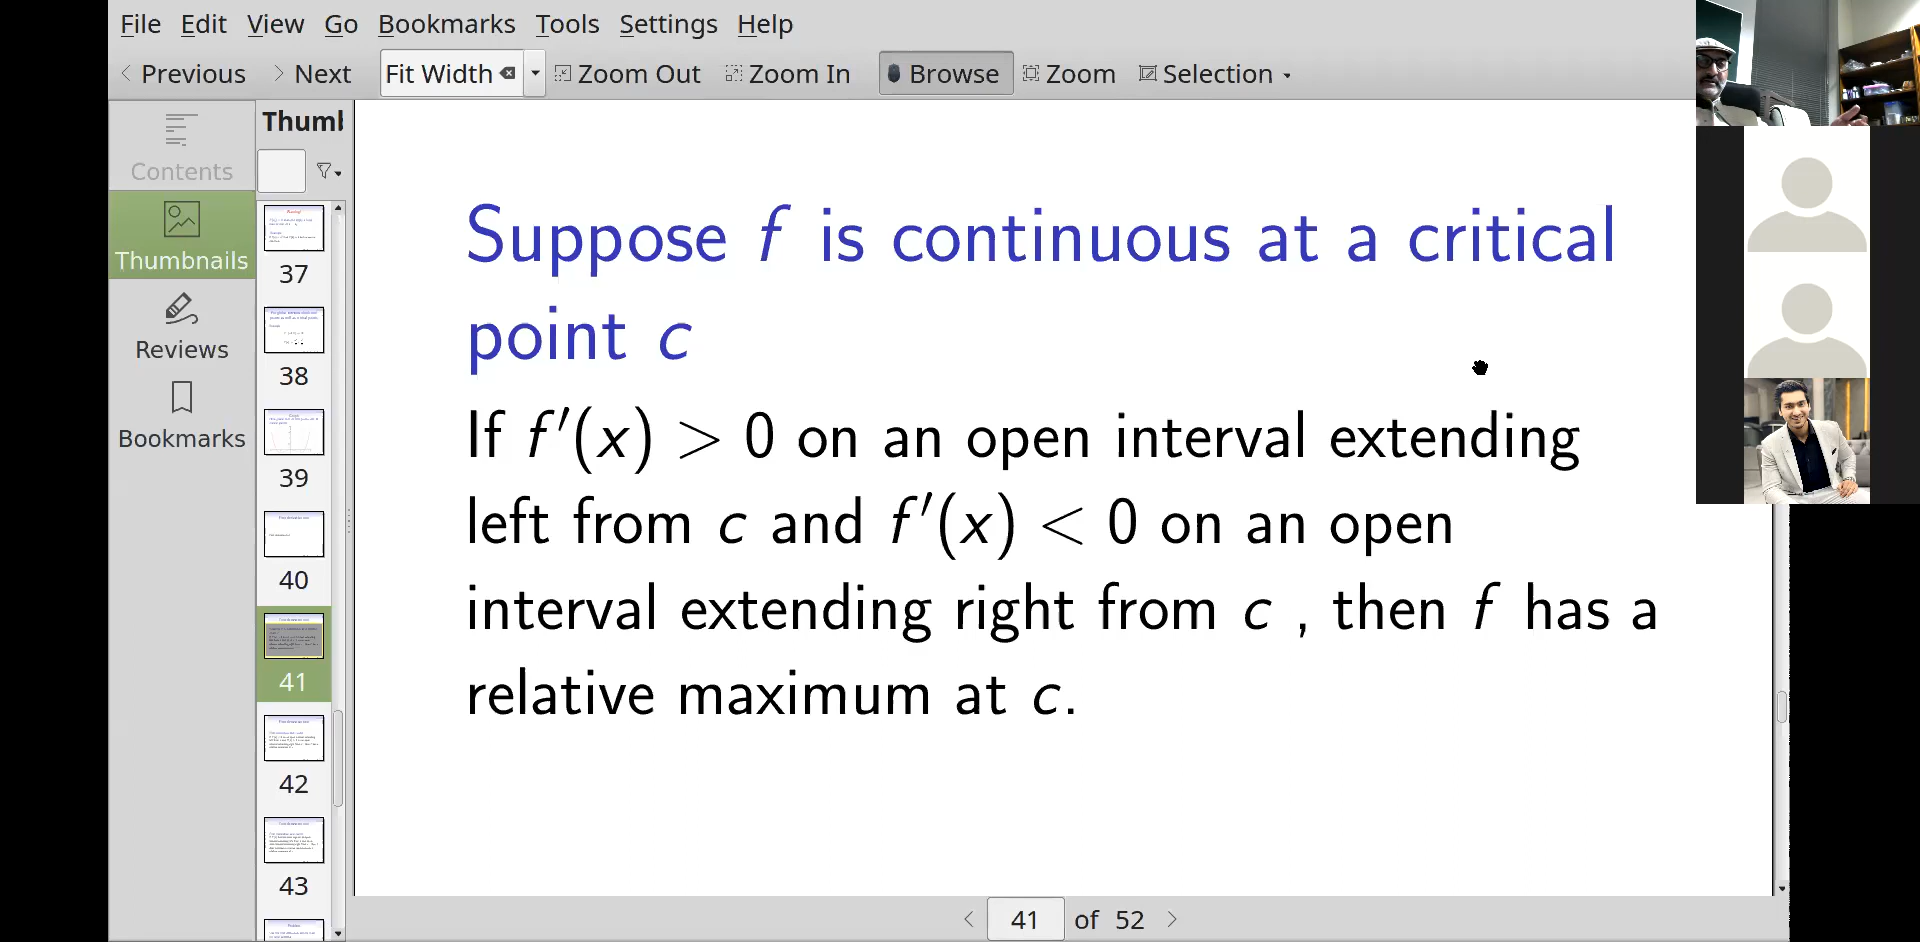 File Edit View Go Bookmarks Tools Settings Help
Previous Next Fit Width Zoom Out Zoom In Browse Zoom Selection
Contents
Thumbnails
Reviews
Bookmarks
Thum
37
38
39
40
41
42
43
Suppose f is continuous at a critical
point c
If f′(x) > 0 on an open interval extending
left from c and f′(x) < 0 on an open
interval extending right from c , then f has a
relative maximum at c.
41 of 52